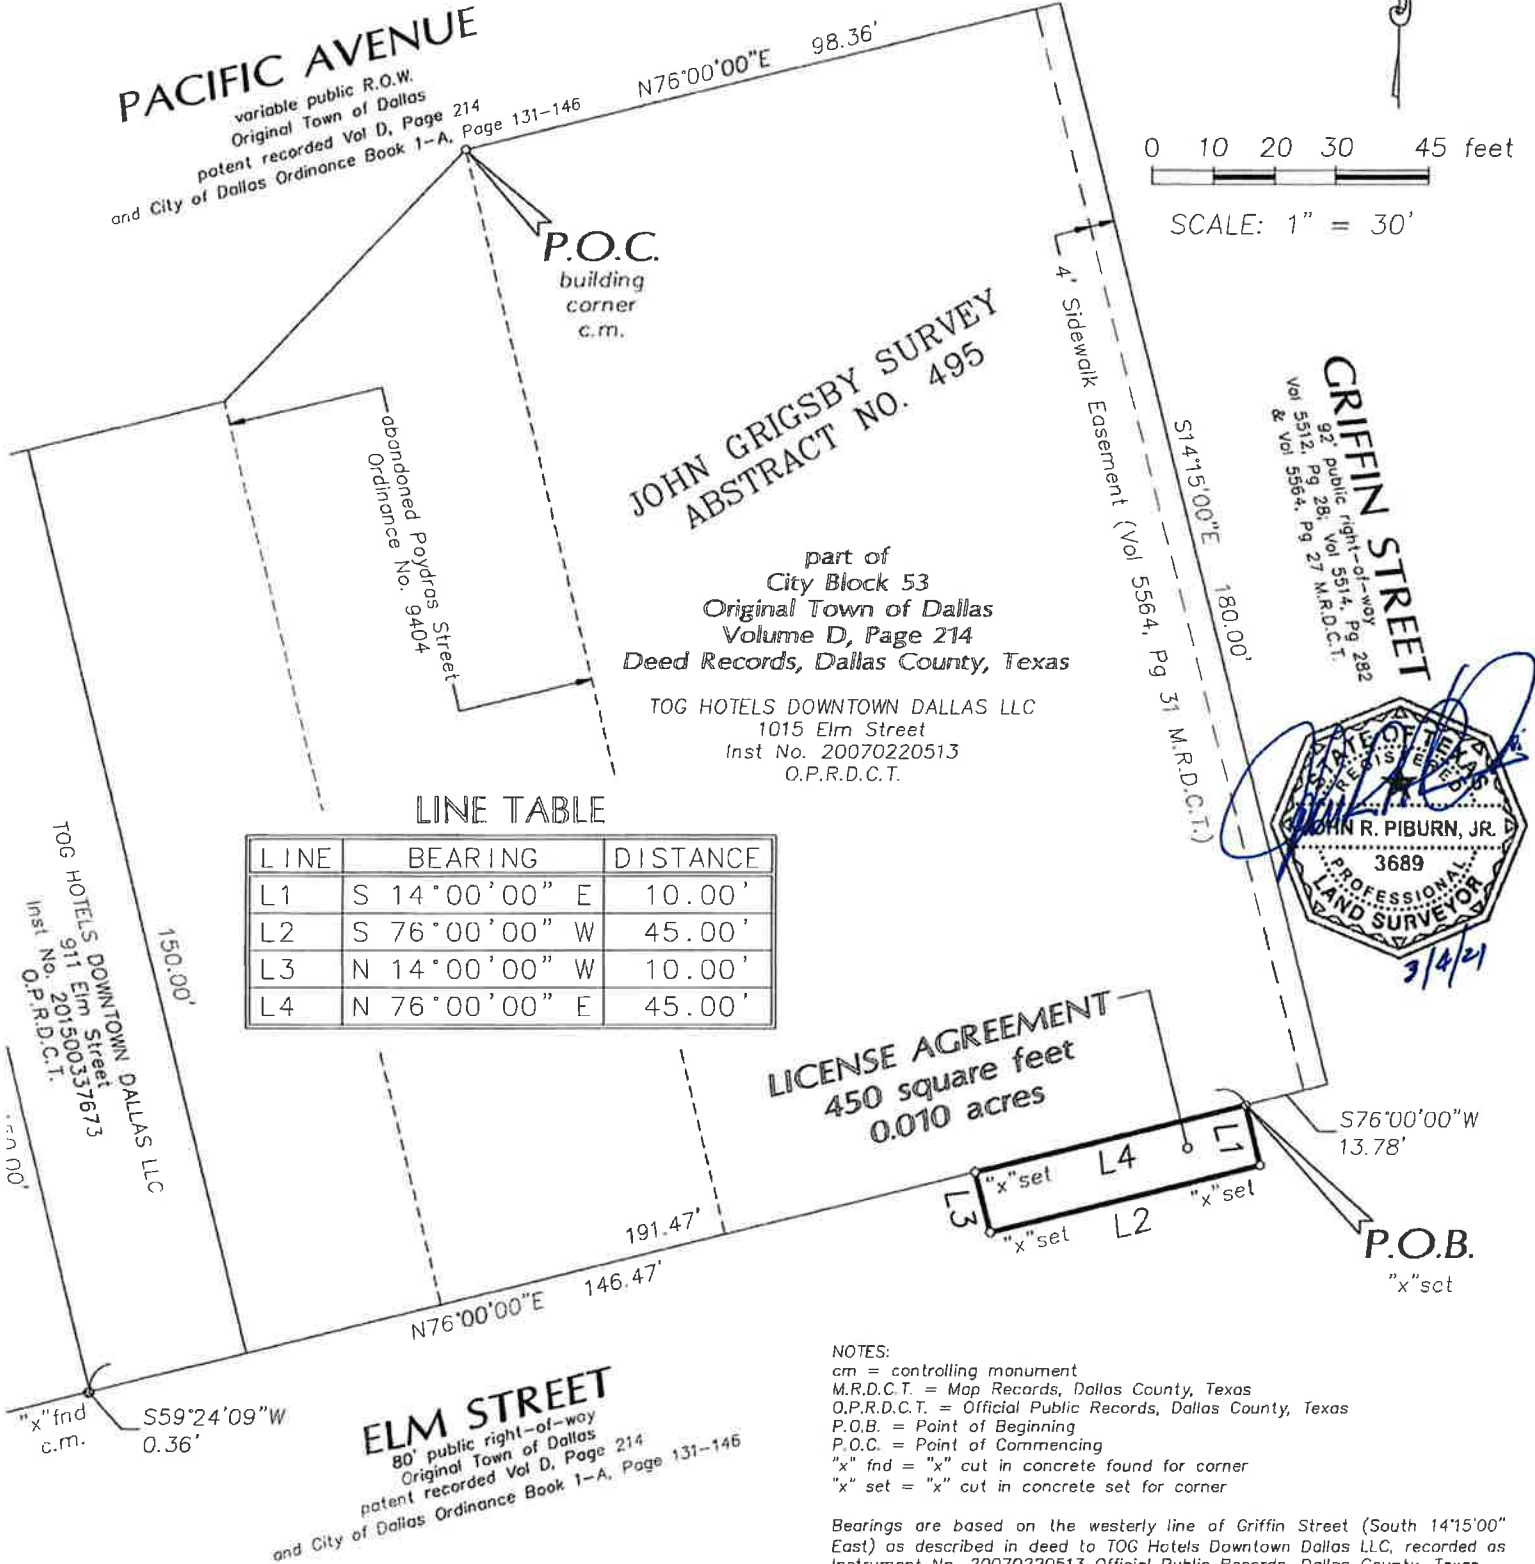 PACIFIC AVENUE
variable public R.O.W.
Original Town of Dallas
patent recorded Vol D, Page 214
and City of Dallas Ordinance Book 1-A, Page 131-146
N76°00'00"E 98.36'
0 10 20 30 45 feet
SCALE: 1" = 30'
P.O.C.
building
corner
c.m.
JOHN GRIGSBY SURVEY
ABSTRACT NO. 495
4' Sidewalk Easement (Vol 5564, Pg 31 M.R.D.C.T.)
S14°15'00"E 180.00'
GRIFFIN STREET
92' public right-of-way
Vol 5512, Pg 28; Vol 5514, Pg 282
& Vol 5564, Pg 27 M.R.D.C.T.
abandoned Poydras Street
Ordinance No. 9404
part of
City Block 53
Original Town of Dallas
Volume D, Page 214
Deed Records, Dallas County, Texas
TOG HOTELS DOWNTOWN DALLAS LLC
1015 Elm Street
Inst No. 20070220513
O.P.R.D.C.T.
STATE OF TEXAS
REGISTERED
JOHN R. PIBURN, JR.
3689
PROFESSIONAL
LAND SURVEYOR
3/4/21
LINE TABLE
LINE BEARING DISTANCE
L1 S 14°00'00" E 10.00'
L2 S 76°00'00" W 45.00'
L3 N 14°00'00" W 10.00'
L4 N 76°00'00" E 45.00'
TOG HOTELS DOWNTOWN DALLAS LLC
911 Elm Street
Inst No. 201500337673
O.P.R.D.C.T.
150.00'
LICENSE AGREEMENT
450 square feet
0.010 acres
S76°00'00"W
13.78'
L4
L1
"x"set
"x"set
L3
"x"set
L2
P.O.B.
"x"set
191.47'
N76°00'00"E 146.47'
"x"fnd
c.m.
S59°24'09"W
0.36'
ELM STREET
80' public right-of-way
Original Town of Dallas
patent recorded Vol D, Page 214
and City of Dallas Ordinance Book 1-A, Page 131-146
NOTES:
cm = controlling monument
M.R.D.C.T. = Map Records, Dallas County, Texas
O.P.R.D.C.T. = Official Public Records, Dallas County, Texas
P.O.B. = Point of Beginning
P.O.C. = Point of Commencing
"x" fnd = "x" cut in concrete found for corner
"x" set = "x" cut in concrete set for corner
Bearings are based on the westerly line of Griffin Street (South 14°15'00"
East) as described in deed to TOG Hotels Downtown Dallas LLC, recorded as
Instrument No. 20070220513 Official Public Records, Dallas County, Texas